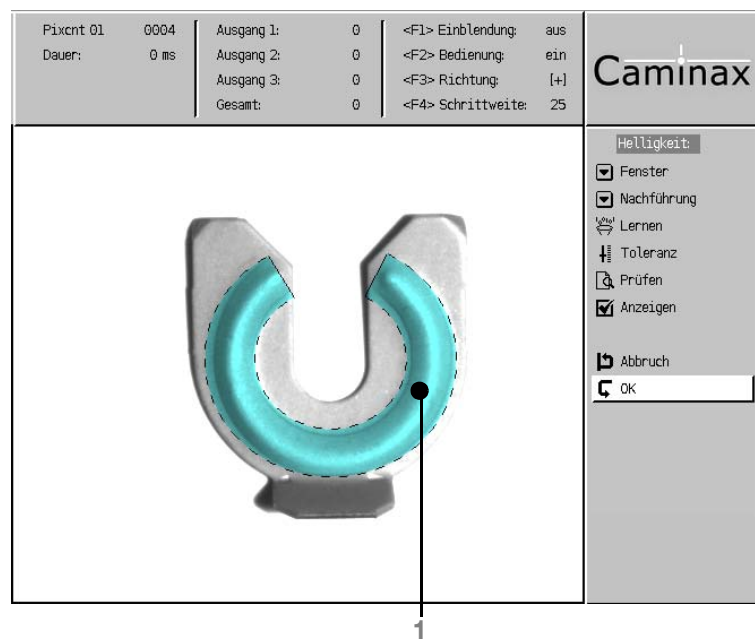 Pixcnt 01 0004
Dauer: 0 ms
Ausgang 1: 0
Ausgang 2: 0
Ausgang 3: 0
Gesamt: 0
<F1> Einblendung: aus
<F2> Bedienung: ein
<F3> Richtung: [+]
<F4> Schrittweite: 25
Caminax
Helligkeit:
Fenster
Nachführung
Lernen
Toleranz
Prüfen
Anzeigen
Abbruch
OK
1